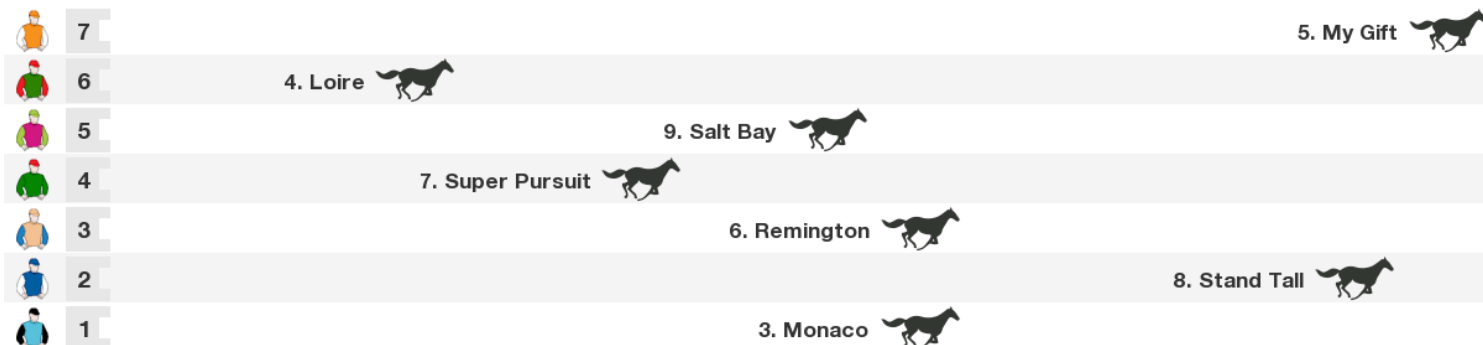 7 5. My Gift
6 4. Loire
5 9. Salt Bay
4 7. Super Pursuit
3 6. Remington
2 8. Stand Tall
1 3. Monaco